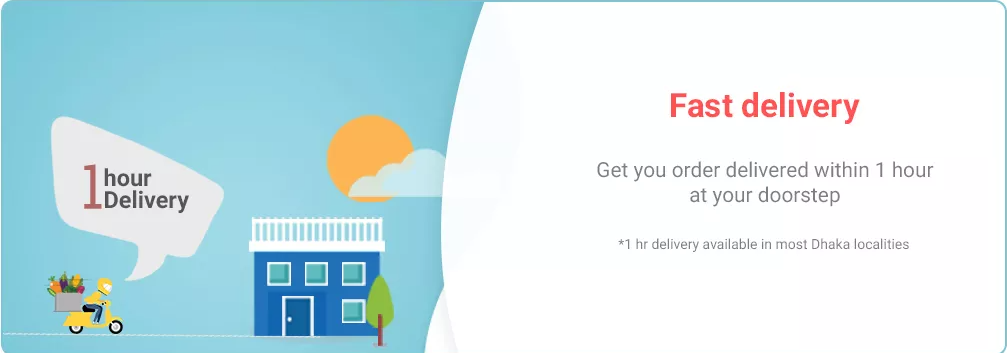 1 hour
Delivery
Fast delivery
Get you order delivered within 1 hour
at your doorstep
*1 hr delivery available in most Dhaka localities